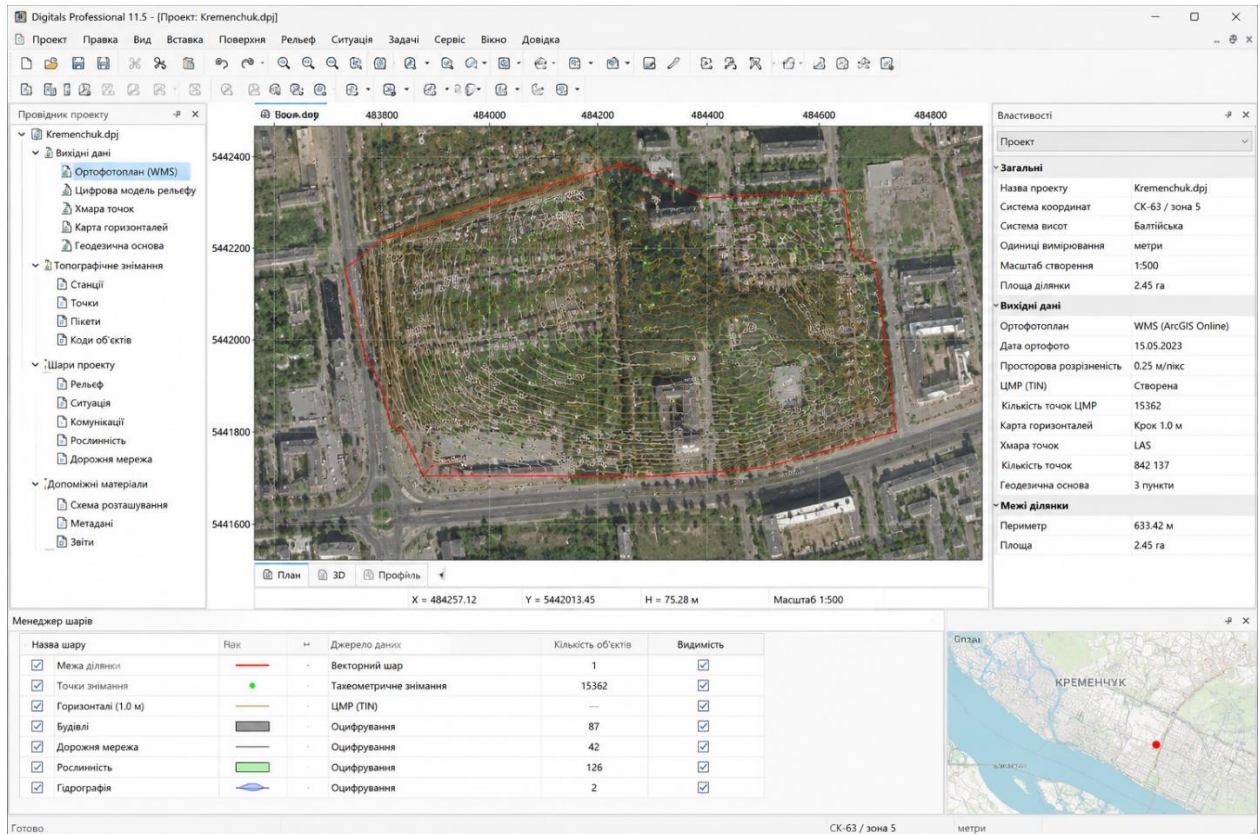 Digitals Professional 11.5 - [Проект: Kremenchuk.dpj]
Проект Правка Вид Вставка Поверхня Рельєф Ситуація Задачі Сервіс Вікно Довідка
Провідник проекту
Kremenchuk.dpj
Вихідні дані
Ортофотоплан (WMS)
Цифрова модель рельєфу
Хмара точок
Карта горизонталей
Геодезична основа
Топографічне знімання
Станції
Точки
Пікети
Коди об'єктів
Шари проекту
Рельєф
Ситуація
Комунікації
Рослинність
Дорожня мережа
Допоміжні матеріали
Схема розташування
Метадані
Звіти
483800 484000 484200 484400 484600 484800
5442400
5442200
5442000
5441800
5441600
План 3D Профіль
X = 484257.12 Y = 5442013.45 H = 75.28 м Масштаб 1:500
Властивості
Проект
Загальні
Назва проекту Kremenchuk.dpj
Система координат СК-63 / зона 5
Система висот Балтійська
Одиниці вимірювання метри
Масштаб створення 1:500
Площа ділянки 2.45 га
Вихідні дані
Ортофотоплан WMS (ArcGIS Online)
Дата ортофото 15.05.2023
Просторова розрізненість 0.25 м/пікс
ЦМР (TIN) Створена
Кількість точок ЦМР 15362
Карта горизонталей Крок 1.0 м
Хмара точок LAS
Кількість точок 842 137
Геодезична основа 3 пункти
Межі ділянки
Периметр 633.42 м
Площа 2.45 га
Менеджер шарів
Назва шару Джерело даних Кількість об'єктів Видимість
Межа ділянки Векторний шар 1
Точки знімання Тахеометричне знімання 15362
Горизонталі (1.0 м) ЦМР (TIN) —
Будівлі Оцифрування 87
Дорожня мережа Оцифрування 42
Рослинність Оцифрування 126
Гідрографія Оцифрування 2
КРЕМЕНЧУК
Готово СК-63 / зона 5 метри